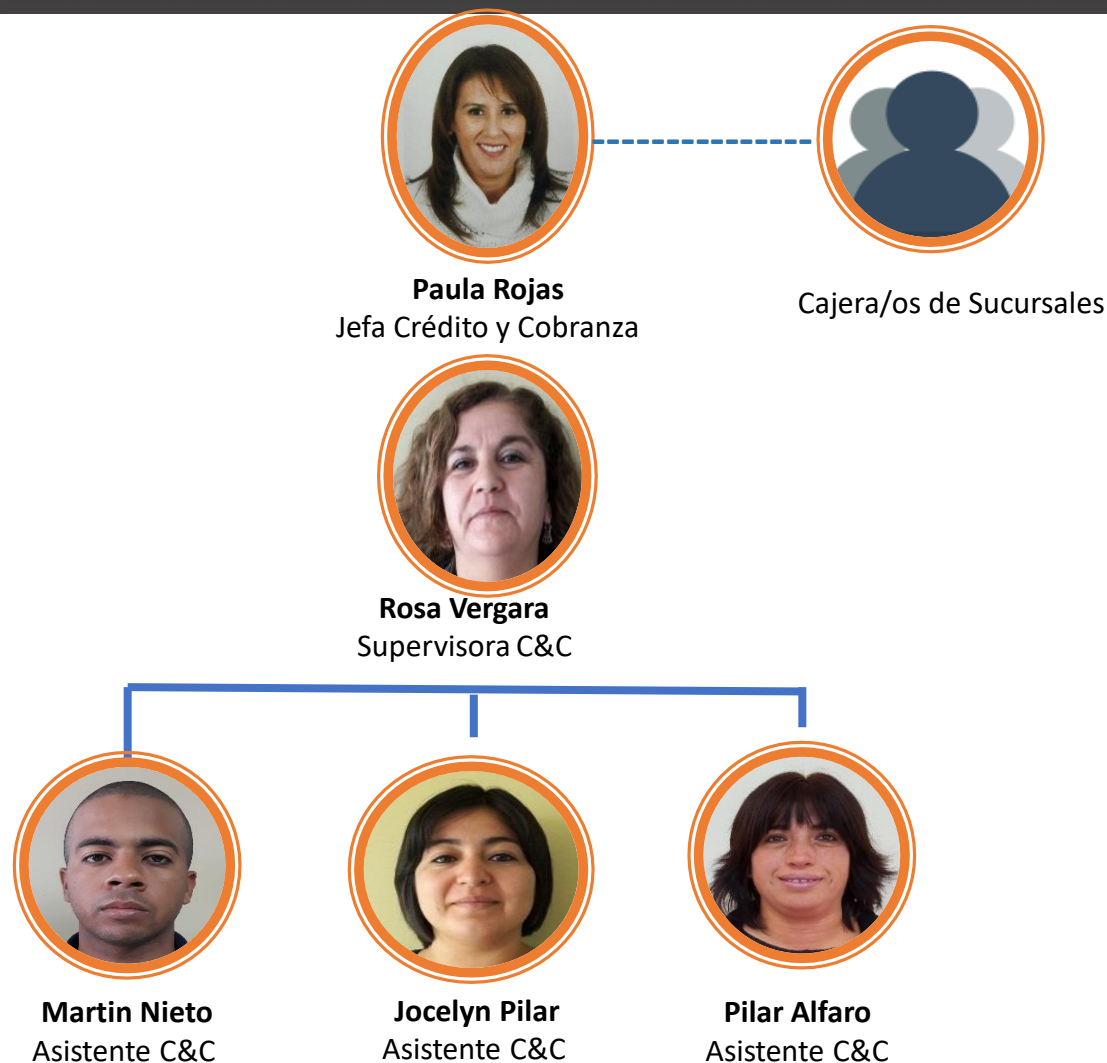 Paula Rojas
Jefa Crédito y Cobranza
Cajera/os de Sucursales
Rosa Vergara
Supervisora C&C
Martin Nieto
Asistente C&C
Jocelyn Pilar
Asistente C&C
Pilar Alfaro
Asistente C&C